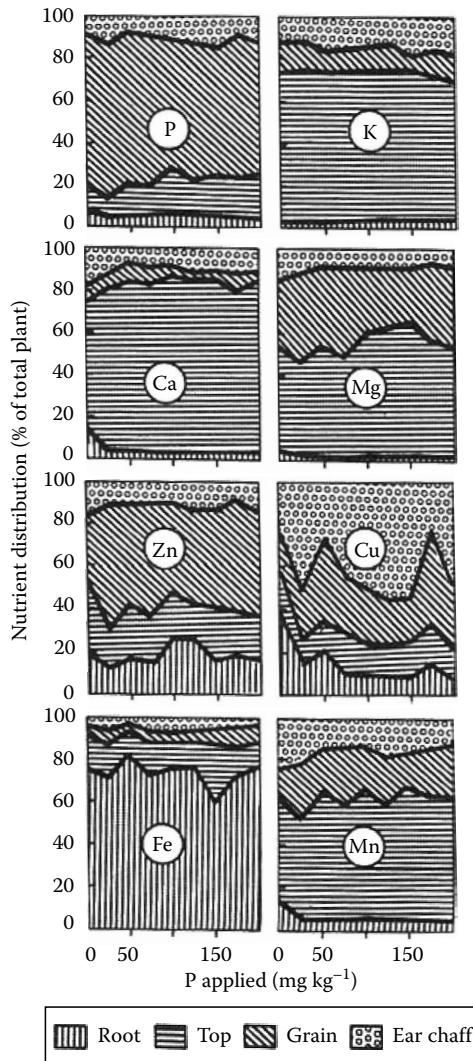 Nutrient distribution (% of total plant)
100
80
60
40
20
0
P
K
100
80
60
40
20
0
Ca
Mg
100
80
60
40
20
0
Zn
Cu
100
80
60
40
20
0
Fe
Mn
0 50 150 0 50 150
P applied (mg kg⁻¹)
Root Top Grain Ear chaff